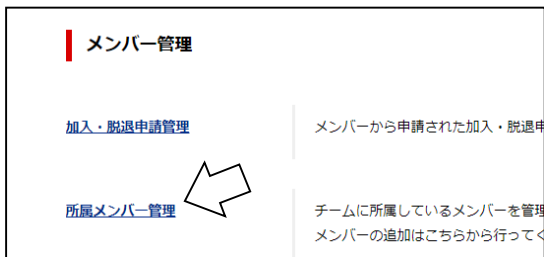 メンバー管理
加入・脱退申請管理
メンバーから申請された加入・脱退申
所属メンバー管理
チームに所属しているメンバーを管理
メンバーの追加はこちらから行ってく